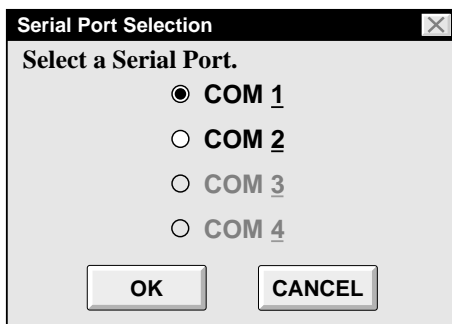 Serial Port Selection
Select a Serial Port.
COM 1
COM 2
COM 3
COM 4
OK CANCEL